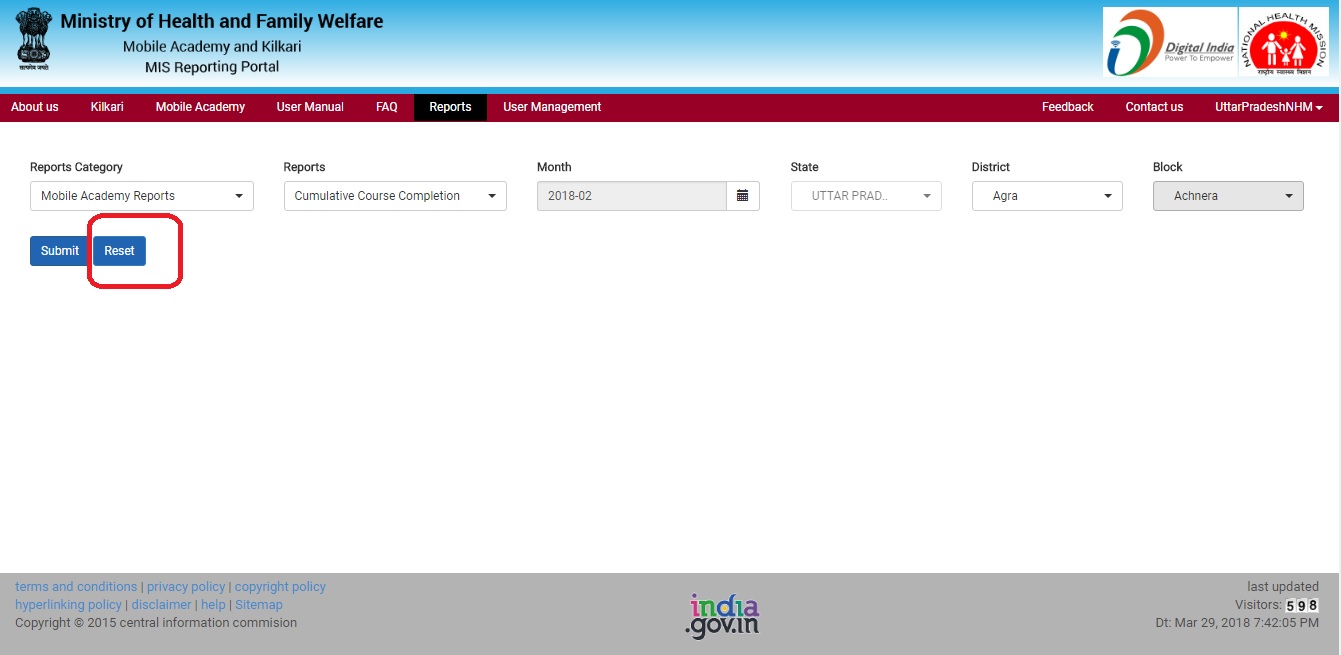 Ministry of Health and Family Welfare
Mobile Academy and Kilkari
MIS Reporting Portal
सत्यमेव जयते
Digital India
Power To Empower
NATIONAL HEALTH MISSION
राष्ट्रीय स्वास्थ्य मिशन
About us Kilkari Mobile Academy User Manual FAQ Reports User Management Feedback Contact us UttarPradeshNHM
Reports Category Reports Month State District Block
Mobile Academy Reports Cumulative Course Completion 2018-02 UTTAR PRAD.. Agra Achnera
Submit Reset
terms and conditions | privacy policy | copyright policy
hyperlinking policy | disclaimer | help | Sitemap
Copyright © 2015 central information commision
india
.gov.in
last updated
Visitors: 598
Dt: Mar 29, 2018 7:42:05 PM